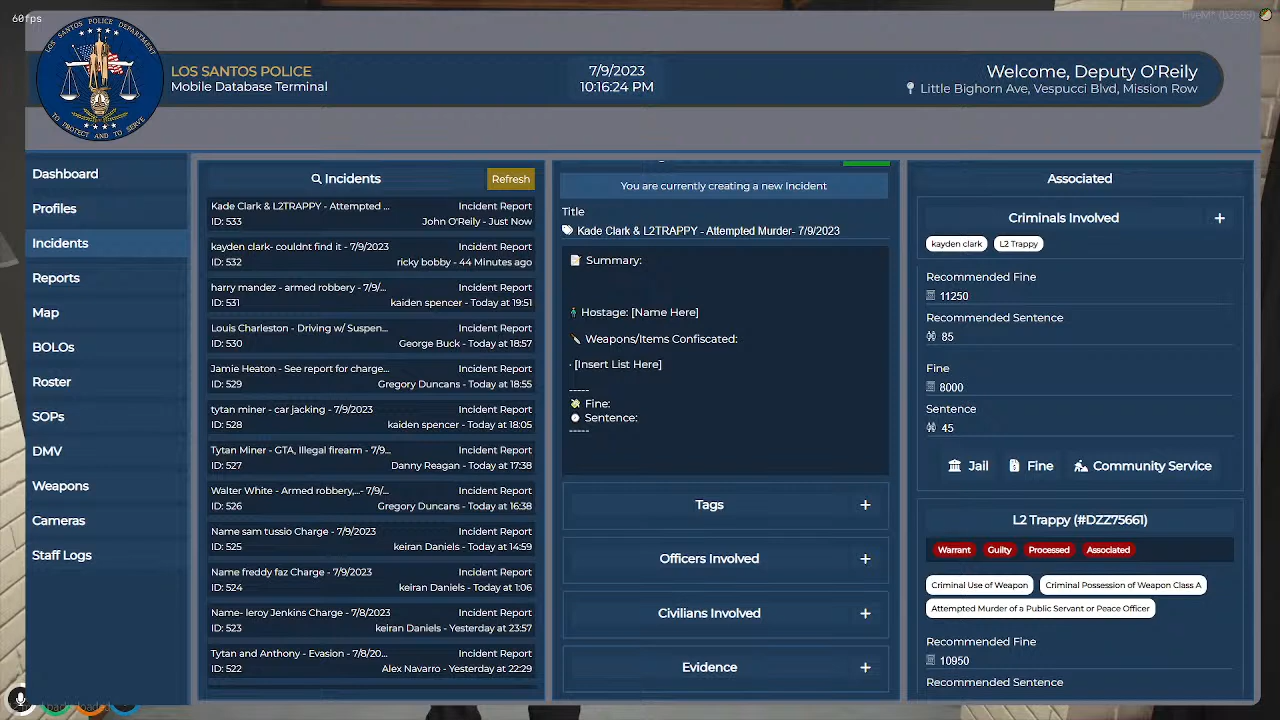 68fps
FiveM* (b2699)
LOS SANTOS POLICE DEPARTMENT
TO PROTECT AND TO SERVE
LOS SANTOS POLICE
Mobile Database Terminal
7/9/2023
10:16:24 PM
Welcome, Deputy O'Reily
Little Bighorn Ave, Vespucci Blvd, Mission Row
Dashboard
Profiles
Incidents
Reports
Map
BOLOs
Roster
SOPs
DMV
Weapons
Cameras
Staff Logs
Incidents
Refresh
Kade Clark & L2TRAPPY - Attempted ... Incident Report
ID: 533 John O'Reily - Just Now
kayden clark- couldnt find it - 7/9/2023 Incident Report
ID: 532 ricky bobby - 44 Minutes ago
harry mandez - armed robbery - 7/9/... Incident Report
ID: 531 kaiden spencer - Today at 19:51
Louis Charleston - Driving w/ Suspen... Incident Report
ID: 530 George Buck - Today at 18:57
Jamie Heaton - See report for charge... Incident Report
ID: 529 Gregory Duncans - Today at 18:55
tytan miner - car jacking - 7/9/2023 Incident Report
ID: 528 kaiden spencer - Today at 18:05
Tytan Miner - GTA, Illegal firearm - 7/9... Incident Report
ID: 527 Danny Reagan - Today at 17:38
Walter White - Armed robbery,...- 7/9/... Incident Report
ID: 526 Gregory Duncans - Today at 16:38
Name sam tussio Charge - 7/9/2023 Incident Report
ID: 525 keiran Daniels - Today at 14:59
Name freddy faz Charge - 7/9/2023 Incident Report
ID: 524 keiran Daniels - Today at 1:06
Name- leroy Jenkins Charge - 7/8/2023 Incident Report
ID: 523 keiran Daniels - Yesterday at 23:57
Tytan and Anthony - Evasion - 7/8/20... Incident Report
ID: 522 Alex Navarro - Yesterday at 22:29
You are currently creating a new Incident
Title
Kade Clark & L2TRAPPY - Attempted Murder- 7/9/2023
Summary:
Hostage: [Name Here]
Weapons/Items Confiscated:
· [Insert List Here]
-----
Fine:
Sentence:
-----
Tags +
Officers Involved +
Civilians Involved +
Evidence +
Associated
Criminals Involved +
kayden clark L2 Trappy
Recommended Fine
11250
Recommended Sentence
85
Fine
8000
Sentence
45
Jail Fine Community Service
L2 Trappy (#DZZ75661)
Warrant Guilty Processed Associated
Criminal Use of Weapon Criminal Possession of Weapon Class A
Attempted Murder of a Public Servant or Peace Officer
Recommended Fine
10950
Recommended Sentence